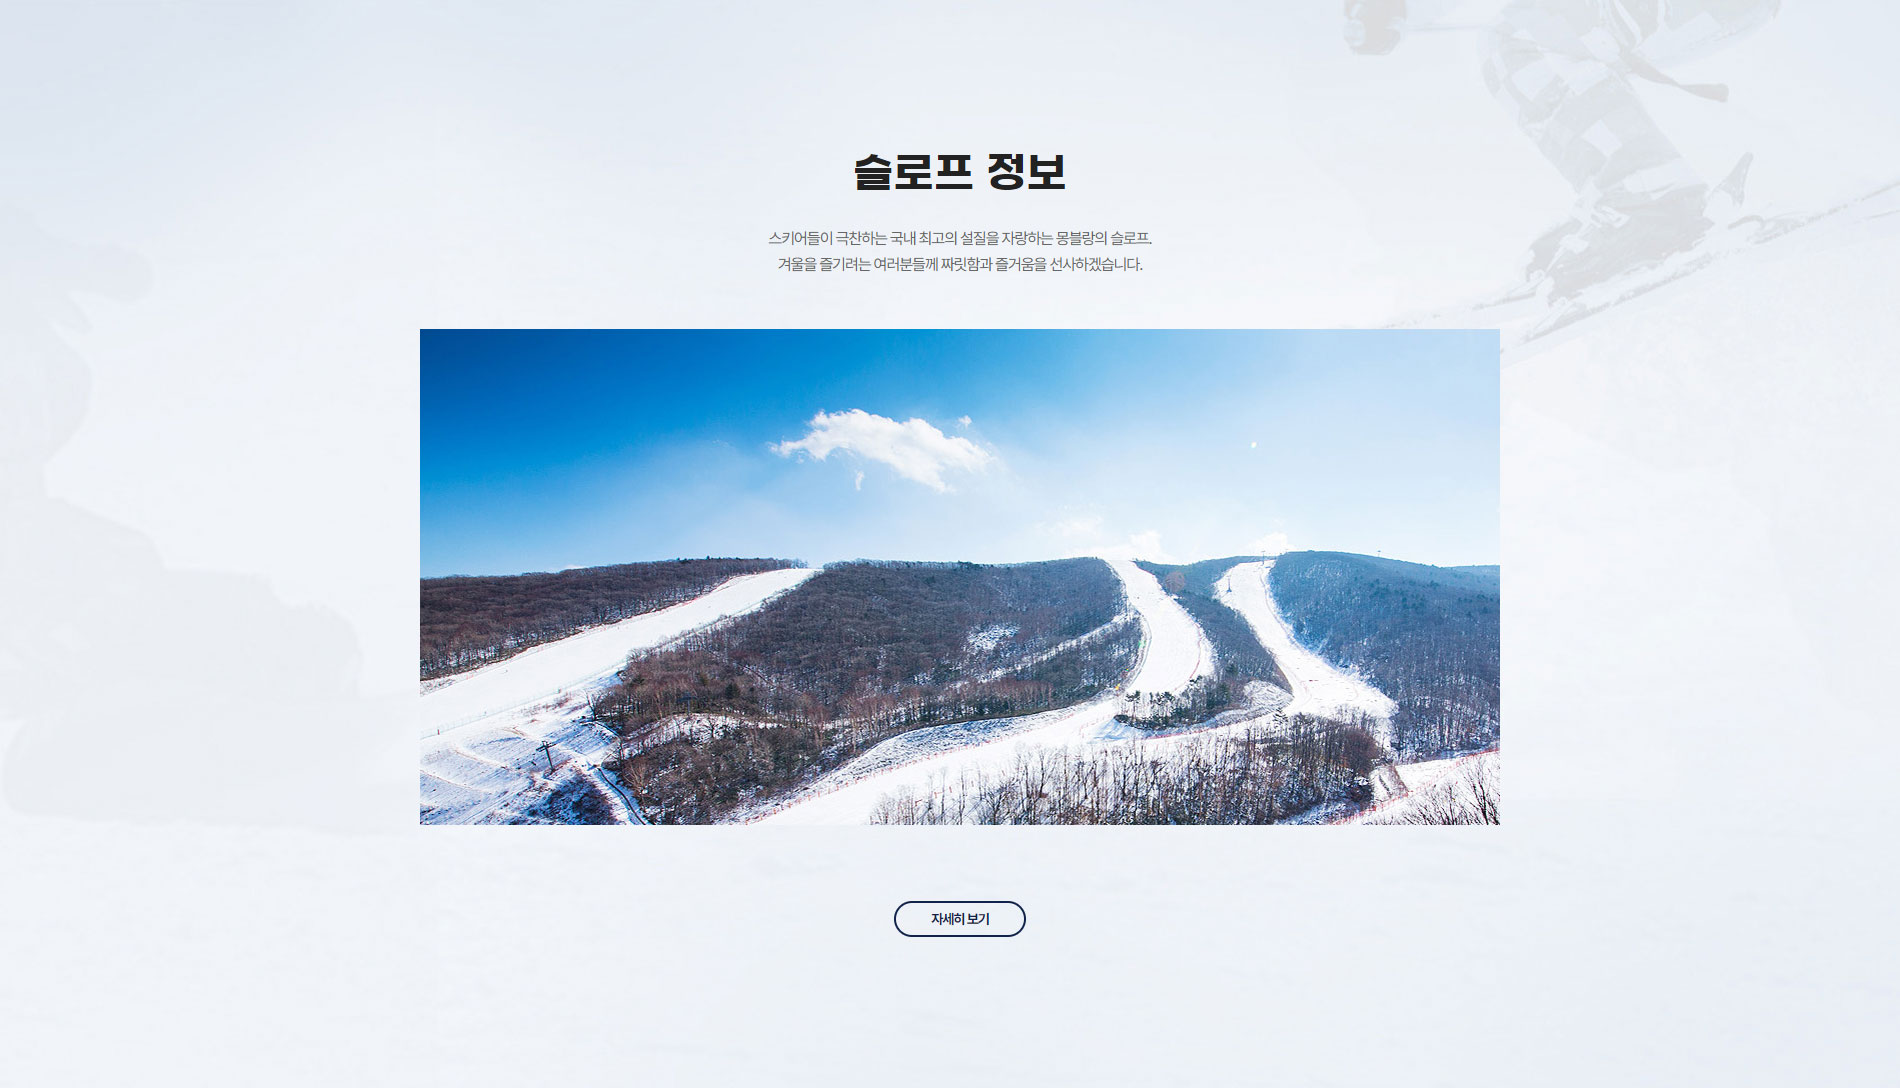 슬로프 정보
스키어들이 극찬하는 국내 최고의 설질을 자랑하는 몽블랑의 슬로프.
겨울을 즐기려는 여러분들께 짜릿함과 즐거움을 선사하겠습니다.
자세히 보기